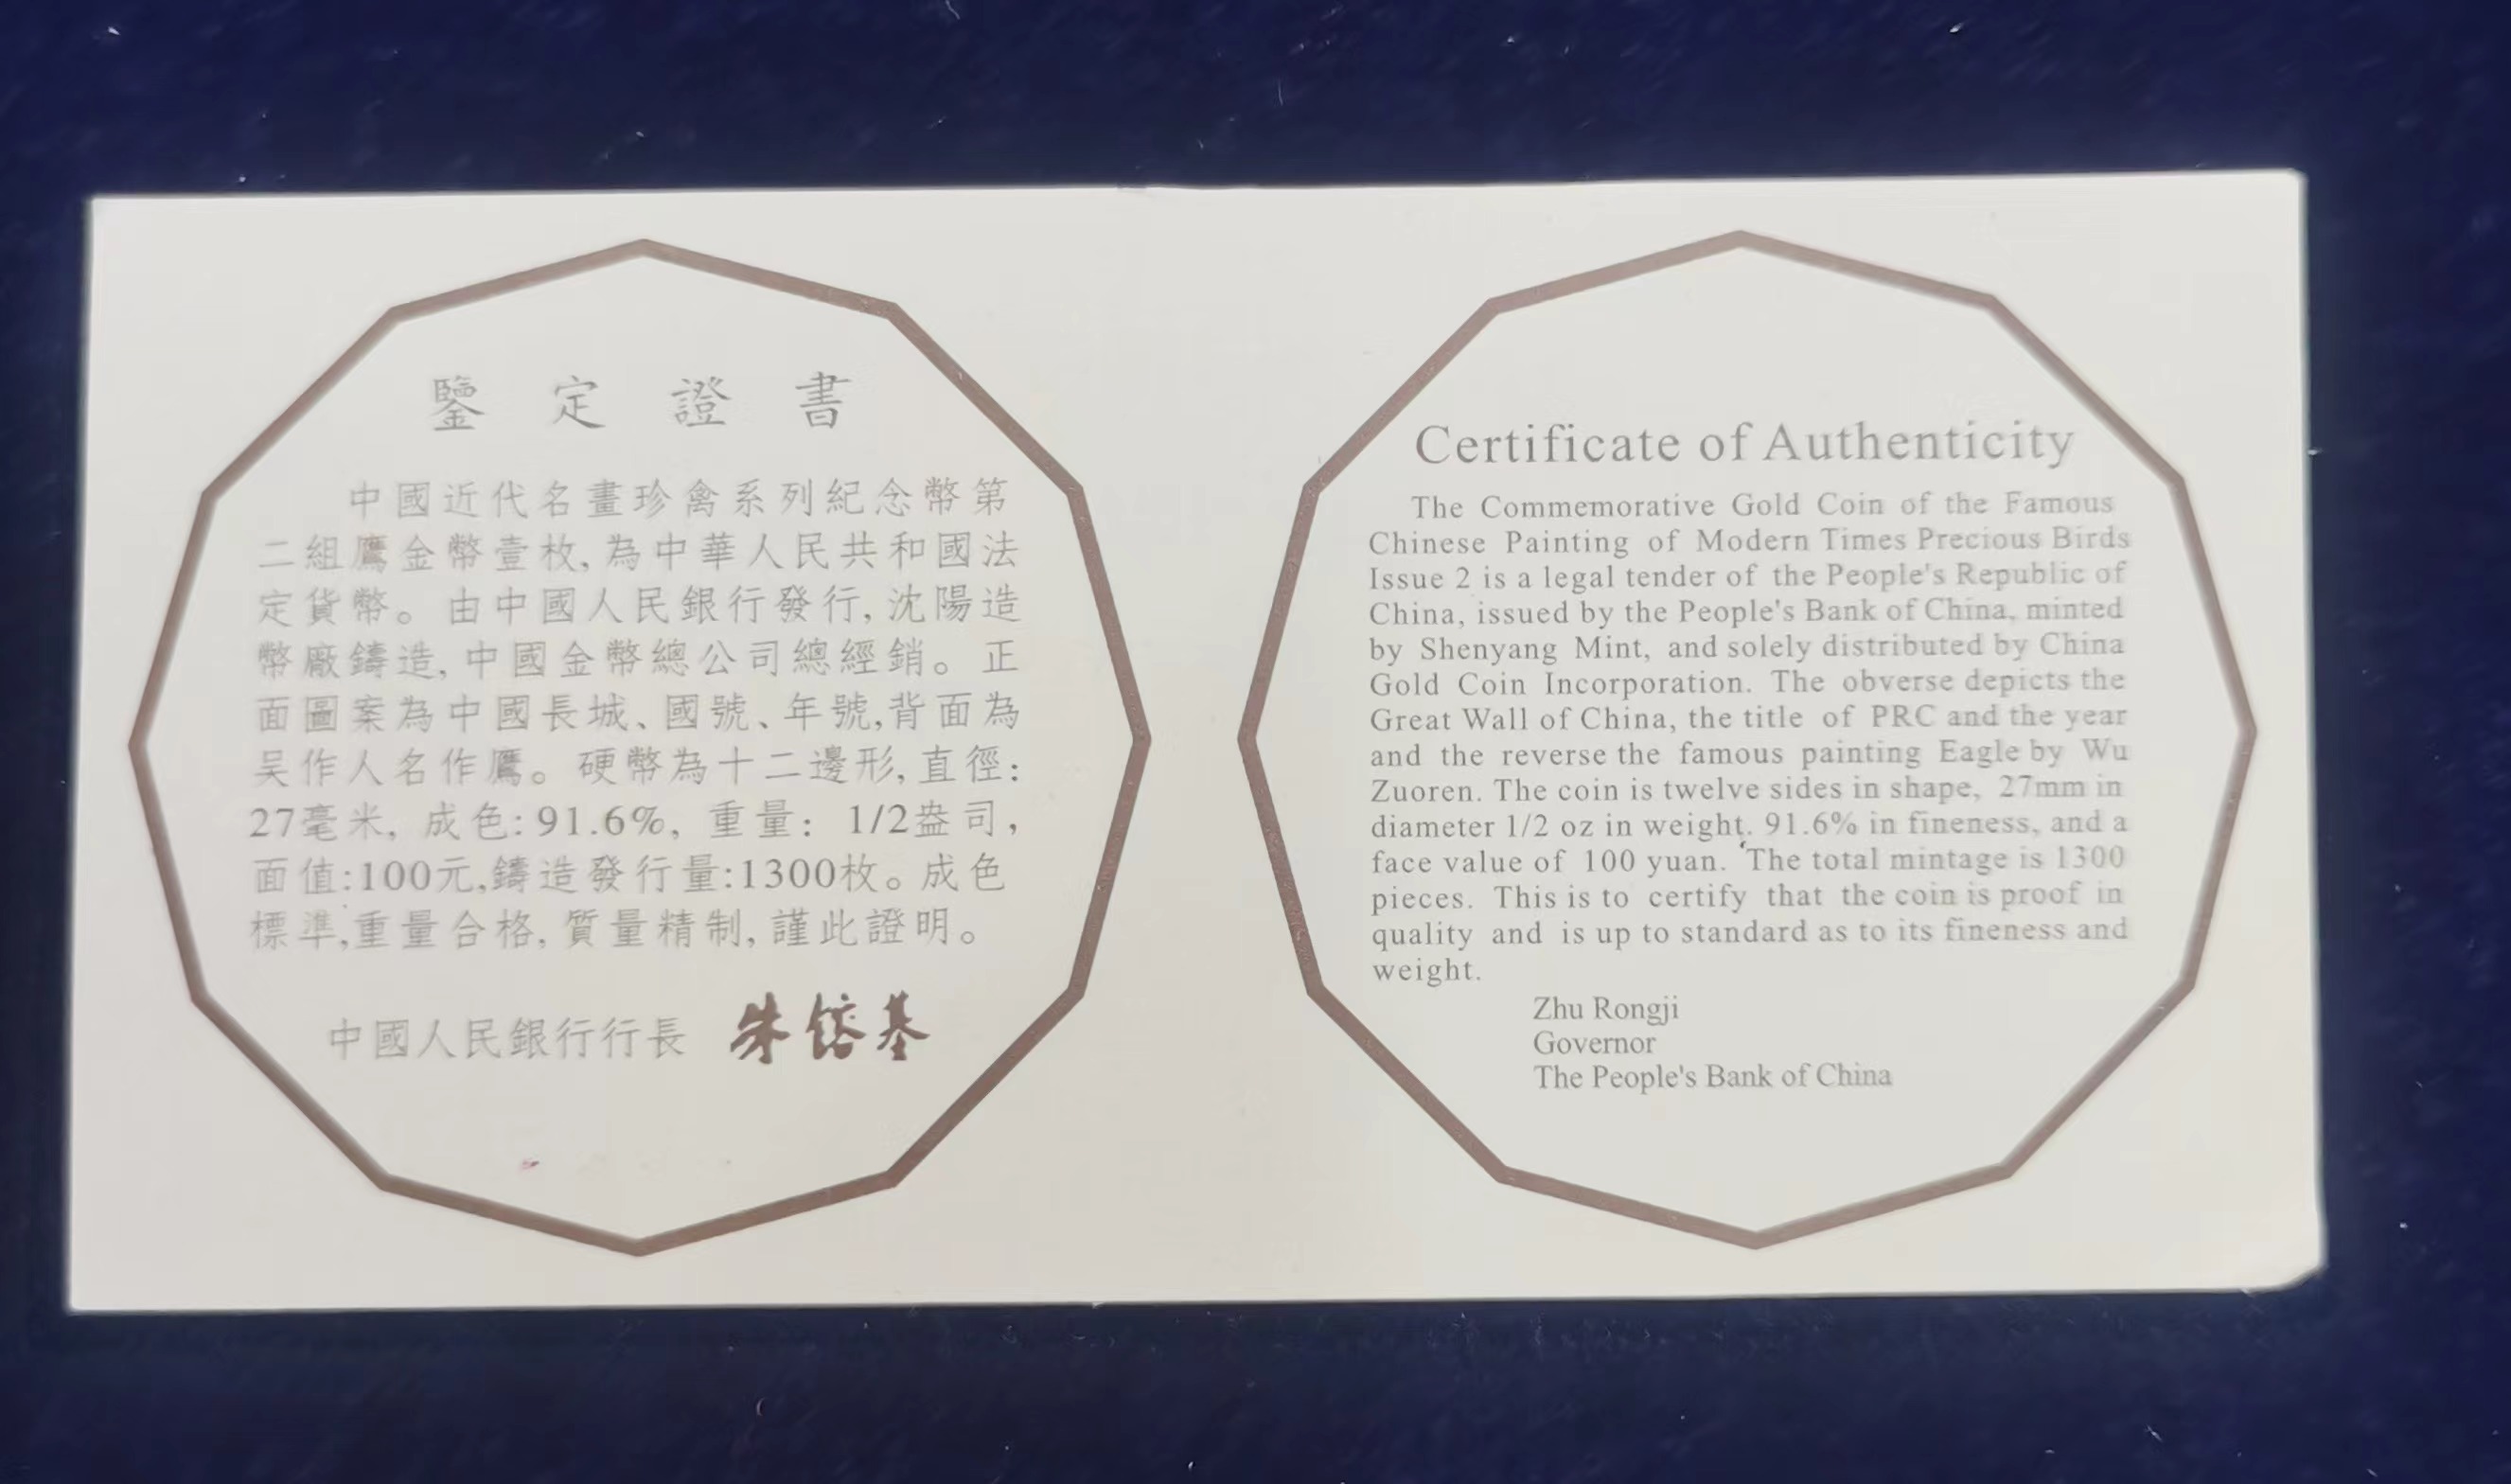 鑒定證書
中國近代名畫珍禽系列紀念幣第
二組鷹金幣壹枚,為中華人民共和國法
定貨幣。由中國人民銀行發行,沈陽造
幣廠鑄造,中國金幣總公司總經銷。正
面圖案為中國長城、國號、年號,背面為
吴作人名作鷹。硬幣為十二邊形,直徑:
27毫米,成色:91.6%,重量:1/2盎司,
面值:100元,鑄造發行量:1300枚。成色
標準,重量合格,質量精制,謹此證明。
中國人民銀行行長 朱镕基
Certificate of Authenticity
The Commemorative Gold Coin of the Famous
Chinese Painting of Modern Times Precious Birds
Issue 2 is a legal tender of the People's Republic of
China, issued by the People's Bank of China, minted
by Shenyang Mint, and solely distributed by China
Gold Coin Incorporation. The obverse depicts the
Great Wall of China, the title of PRC and the year
and the reverse the famous painting Eagle by Wu
Zuoren. The coin is twelve sides in shape, 27mm in
diameter 1/2 oz in weight. 91.6% in fineness, and a
face value of 100 yuan. The total mintage is 1300
pieces. This is to certify that the coin is proof in
quality and is up to standard as to its fineness and
weight.
Zhu Rongji
Governor
The People's Bank of China